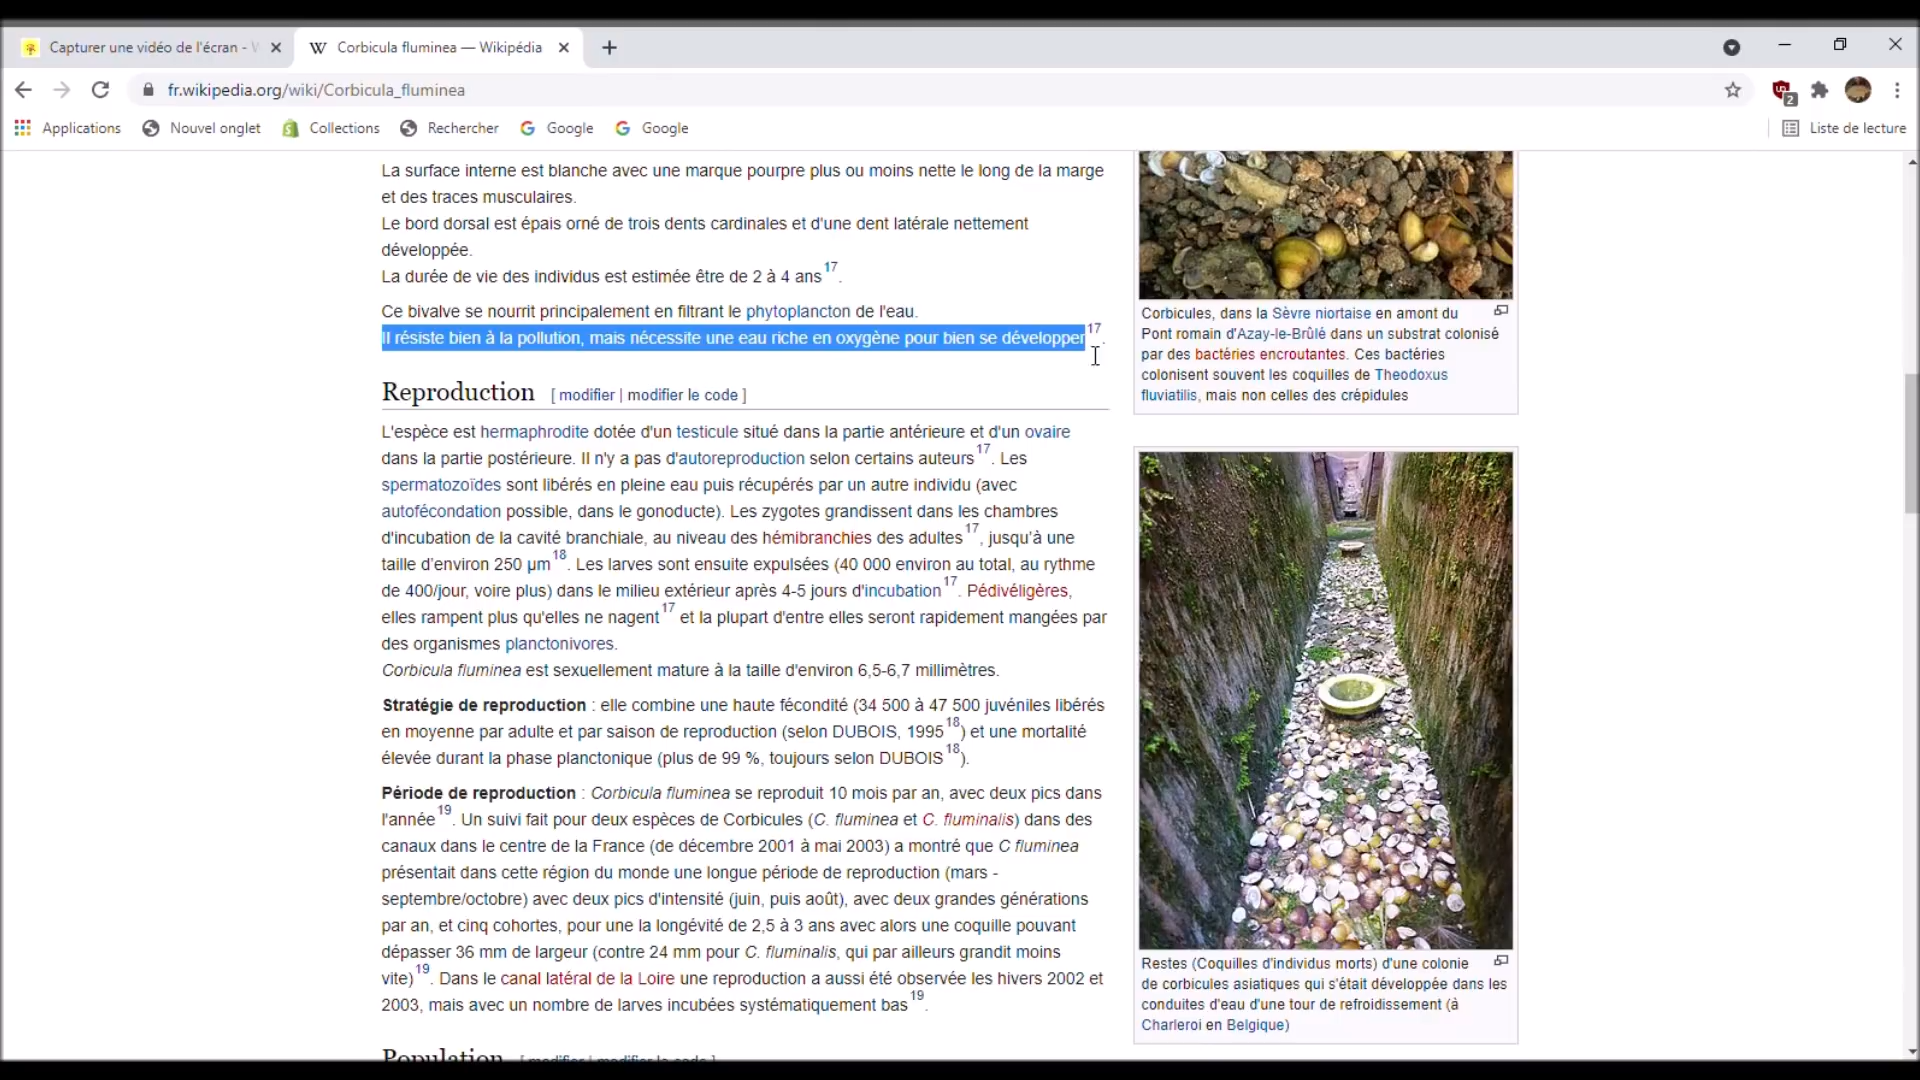 Capturer une vidéo de l'écran -
Corbicula fluminea — Wikipédia
fr.wikipedia.org/wiki/Corbicula_fluminea
2
Applications
Nouvel onglet
Collections
Rechercher
Google
Google
Liste de lecture
La surface interne est blanche avec une marque pourpre plus ou moins nette le long de la marge
et des traces musculaires.
Le bord dorsal est épais orné de trois dents cardinales et d'une dent latérale nettement
développée.
La durée de vie des individus est estimée être de 2 à 4 ans17.
Ce bivalve se nourrit principalement en filtrant le phytoplancton de l'eau.
Il résiste bien à la pollution, mais nécessite une eau riche en oxygène pour bien se développer17.
Reproduction [ modifier | modifier le code ]
L'espèce est hermaphrodite dotée d'un testicule situé dans la partie antérieure et d'un ovaire
dans la partie postérieure. Il n'y a pas d'autoreproduction selon certains auteurs17. Les
spermatozoïdes sont libérés en pleine eau puis récupérés par un autre individu (avec
autofécondation possible, dans le gonoducte). Les zygotes grandissent dans les chambres
d'incubation de la cavité branchiale, au niveau des hémibranchies des adultes17, jusqu'à une
taille d'environ 250 µm18. Les larves sont ensuite expulsées (40 000 environ au total, au rythme
de 400/jour, voire plus) dans le milieu extérieur après 4-5 jours d'incubation17. Pédivéligères,
elles rampent plus qu'elles ne nagent17 et la plupart d'entre elles seront rapidement mangées par
des organismes planctonivores.
Corbicula fluminea est sexuellement mature à la taille d'environ 6,5-6,7 millimètres.
Stratégie de reproduction : elle combine une haute fécondité (34 500 à 47 500 juvéniles libérés
en moyenne par adulte et par saison de reproduction (selon DUBOIS, 199518) et une mortalité
élevée durant la phase planctonique (plus de 99 %, toujours selon DUBOIS18).
Période de reproduction : Corbicula fluminea se reproduit 10 mois par an, avec deux pics dans
l'année19. Un suivi fait pour deux espèces de Corbicules (C. fluminea et C. fluminalis) dans des
canaux dans le centre de la France (de décembre 2001 à mai 2003) a montré que C fluminea
présentait dans cette région du monde une longue période de reproduction (mars -
septembre/octobre) avec deux pics d'intensité (juin, puis août), avec deux grandes générations
par an, et cinq cohortes, pour une la longévité de 2,5 à 3 ans avec alors une coquille pouvant
dépasser 36 mm de largeur (contre 24 mm pour C. fluminalis, qui par ailleurs grandit moins
vite)19. Dans le canal latéral de la Loire une reproduction a aussi été observée les hivers 2002 et
2003, mais avec un nombre de larves incubées systématiquement bas19.
Population [ modifier | modifier le code ]
Corbicules, dans la Sèvre niortaise en amont du
Pont romain d'Azay-le-Brûlé dans un substrat colonisé
par des bactéries encroutantes. Ces bactéries
colonisent souvent les coquilles de Theodoxus
fluviatilis, mais non celles des crépidules
Restes (Coquilles d'individus morts) d'une colonie
de corbicules asiatiques qui s'était développée dans les
conduites d'eau d'une tour de refroidissement (à
Charleroi en Belgique)